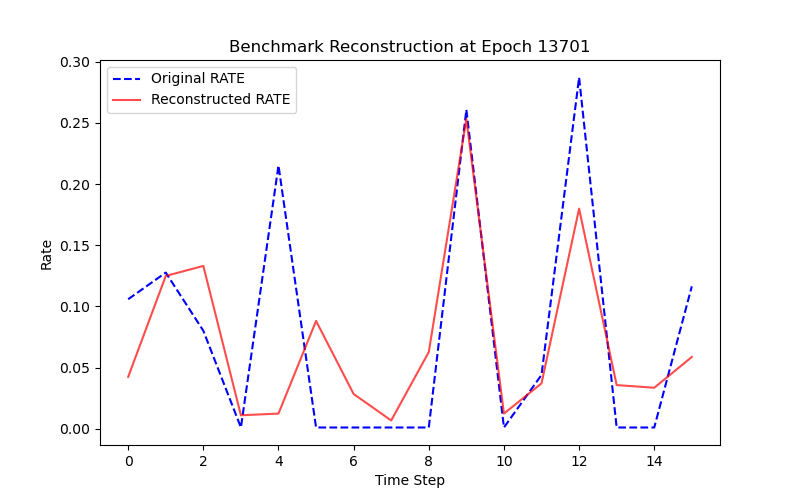 Benchmark Reconstruction at Epoch 13701
Original RATE
Reconstructed RATE
0.30
0.25
0.20
0.15
0.10
0.05
0.00
Rate
0 2 4 6 8 10 12 14
Time Step